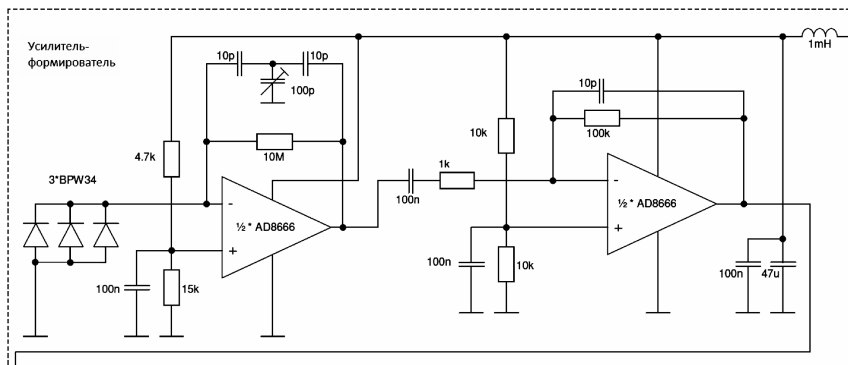 Усилитель-
формирователь
10p
10p
100p
1mH
10p
4.7k
10M
10k
100k
3*BPW34
1k
-
½ * AD8666
+
100n
-
½ * AD8666
+
100n
15k
100n
10k
100n
47u